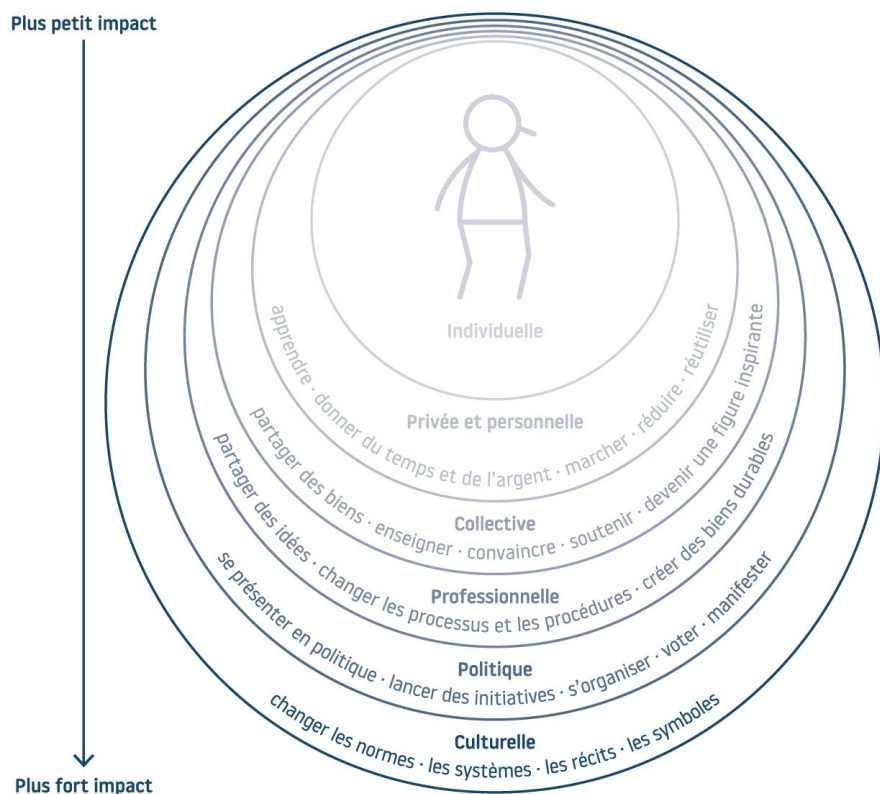 Plus petit impact
Individuelle
Privée et personnelle
apprendre · donner du temps et de l'argent · marcher · réduire · réutiliser
Collective
partager des biens · enseigner · convaincre · soutenir · devenir une figure inspirante
Professionnelle
partager des idées · changer les processus et les procédures · créer des biens durables
Politique
se présenter en politique · lancer des initiatives · s'organiser · voter · manifester
Culturelle
changer les normes · les systèmes · les récits · les symboles
Plus fort impact